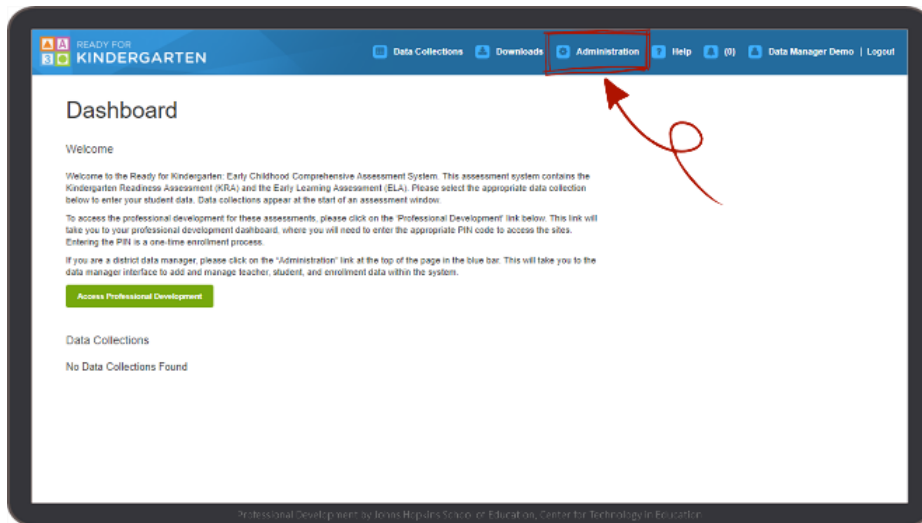 READY FOR
KINDERGARTEN
Data Collections
Downloads
Administration
Help
(0)
Data Manager Demo | Logout
Dashboard
Welcome
Welcome to the Ready for Kindergarten: Early Childhood Comprehensive Assessment System. This assessment system contains the
Kindergarten Readiness Assessment (KRA) and the Early Learning Assessment (ELA). Please select the appropriate data collection
below to enter your student data. Data collections appear at the start of an assessment window.
To access the professional development for these assessments, please click on the 'Professional Development' link below. This link will
take you to your professional development dashboard, where you will need to enter the appropriate PIN code to access the sites.
Entering the PIN is a one-time enrollment process.
If you are a district data manager, please click on the "Administration" link at the top of the page in the blue bar. This will take you to the
data manager interface to add and manage teacher, student, and enrollment data within the system.
Access Professional Development
Data Collections
No Data Collections Found
Professional Development by Johns Hopkins School of Education, Center for Technology in Education